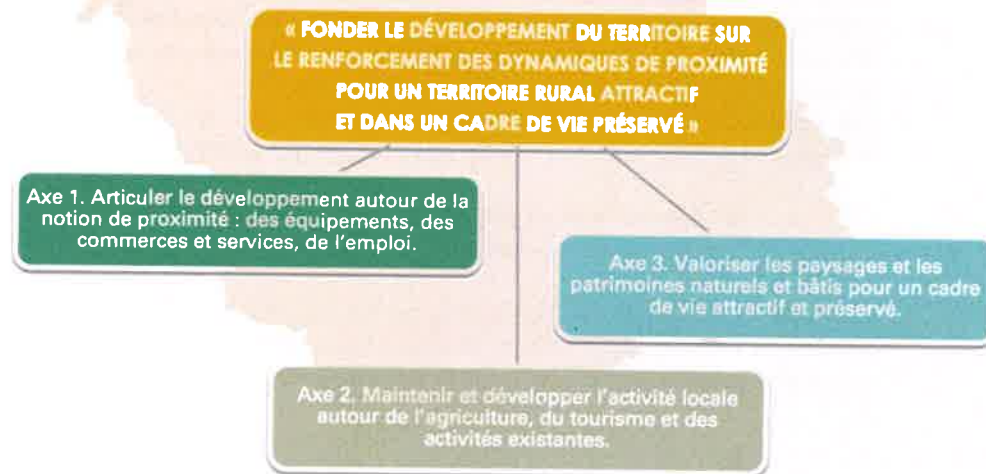 « FONDER LE DÉVELOPPEMENT DU TERRITOIRE SUR
LE RENFORCEMENT DES DYNAMIQUES DE PROXIMITÉ
POUR UN TERRITOIRE RURAL ATTRACTIF
ET DANS UN CADRE DE VIE PRÉSERVÉ »
Axe 1. Articuler le développement autour de la
notion de proximité : des équipements, des
commerces et services, de l'emploi.
Axe 3. Valoriser les paysages et les
patrimoines naturels et bâtis pour un cadre
de vie attractif et préservé.
Axe 2. Maintenir et développer l'activité locale
autour de l'agriculture, du tourisme et des
activités existantes.